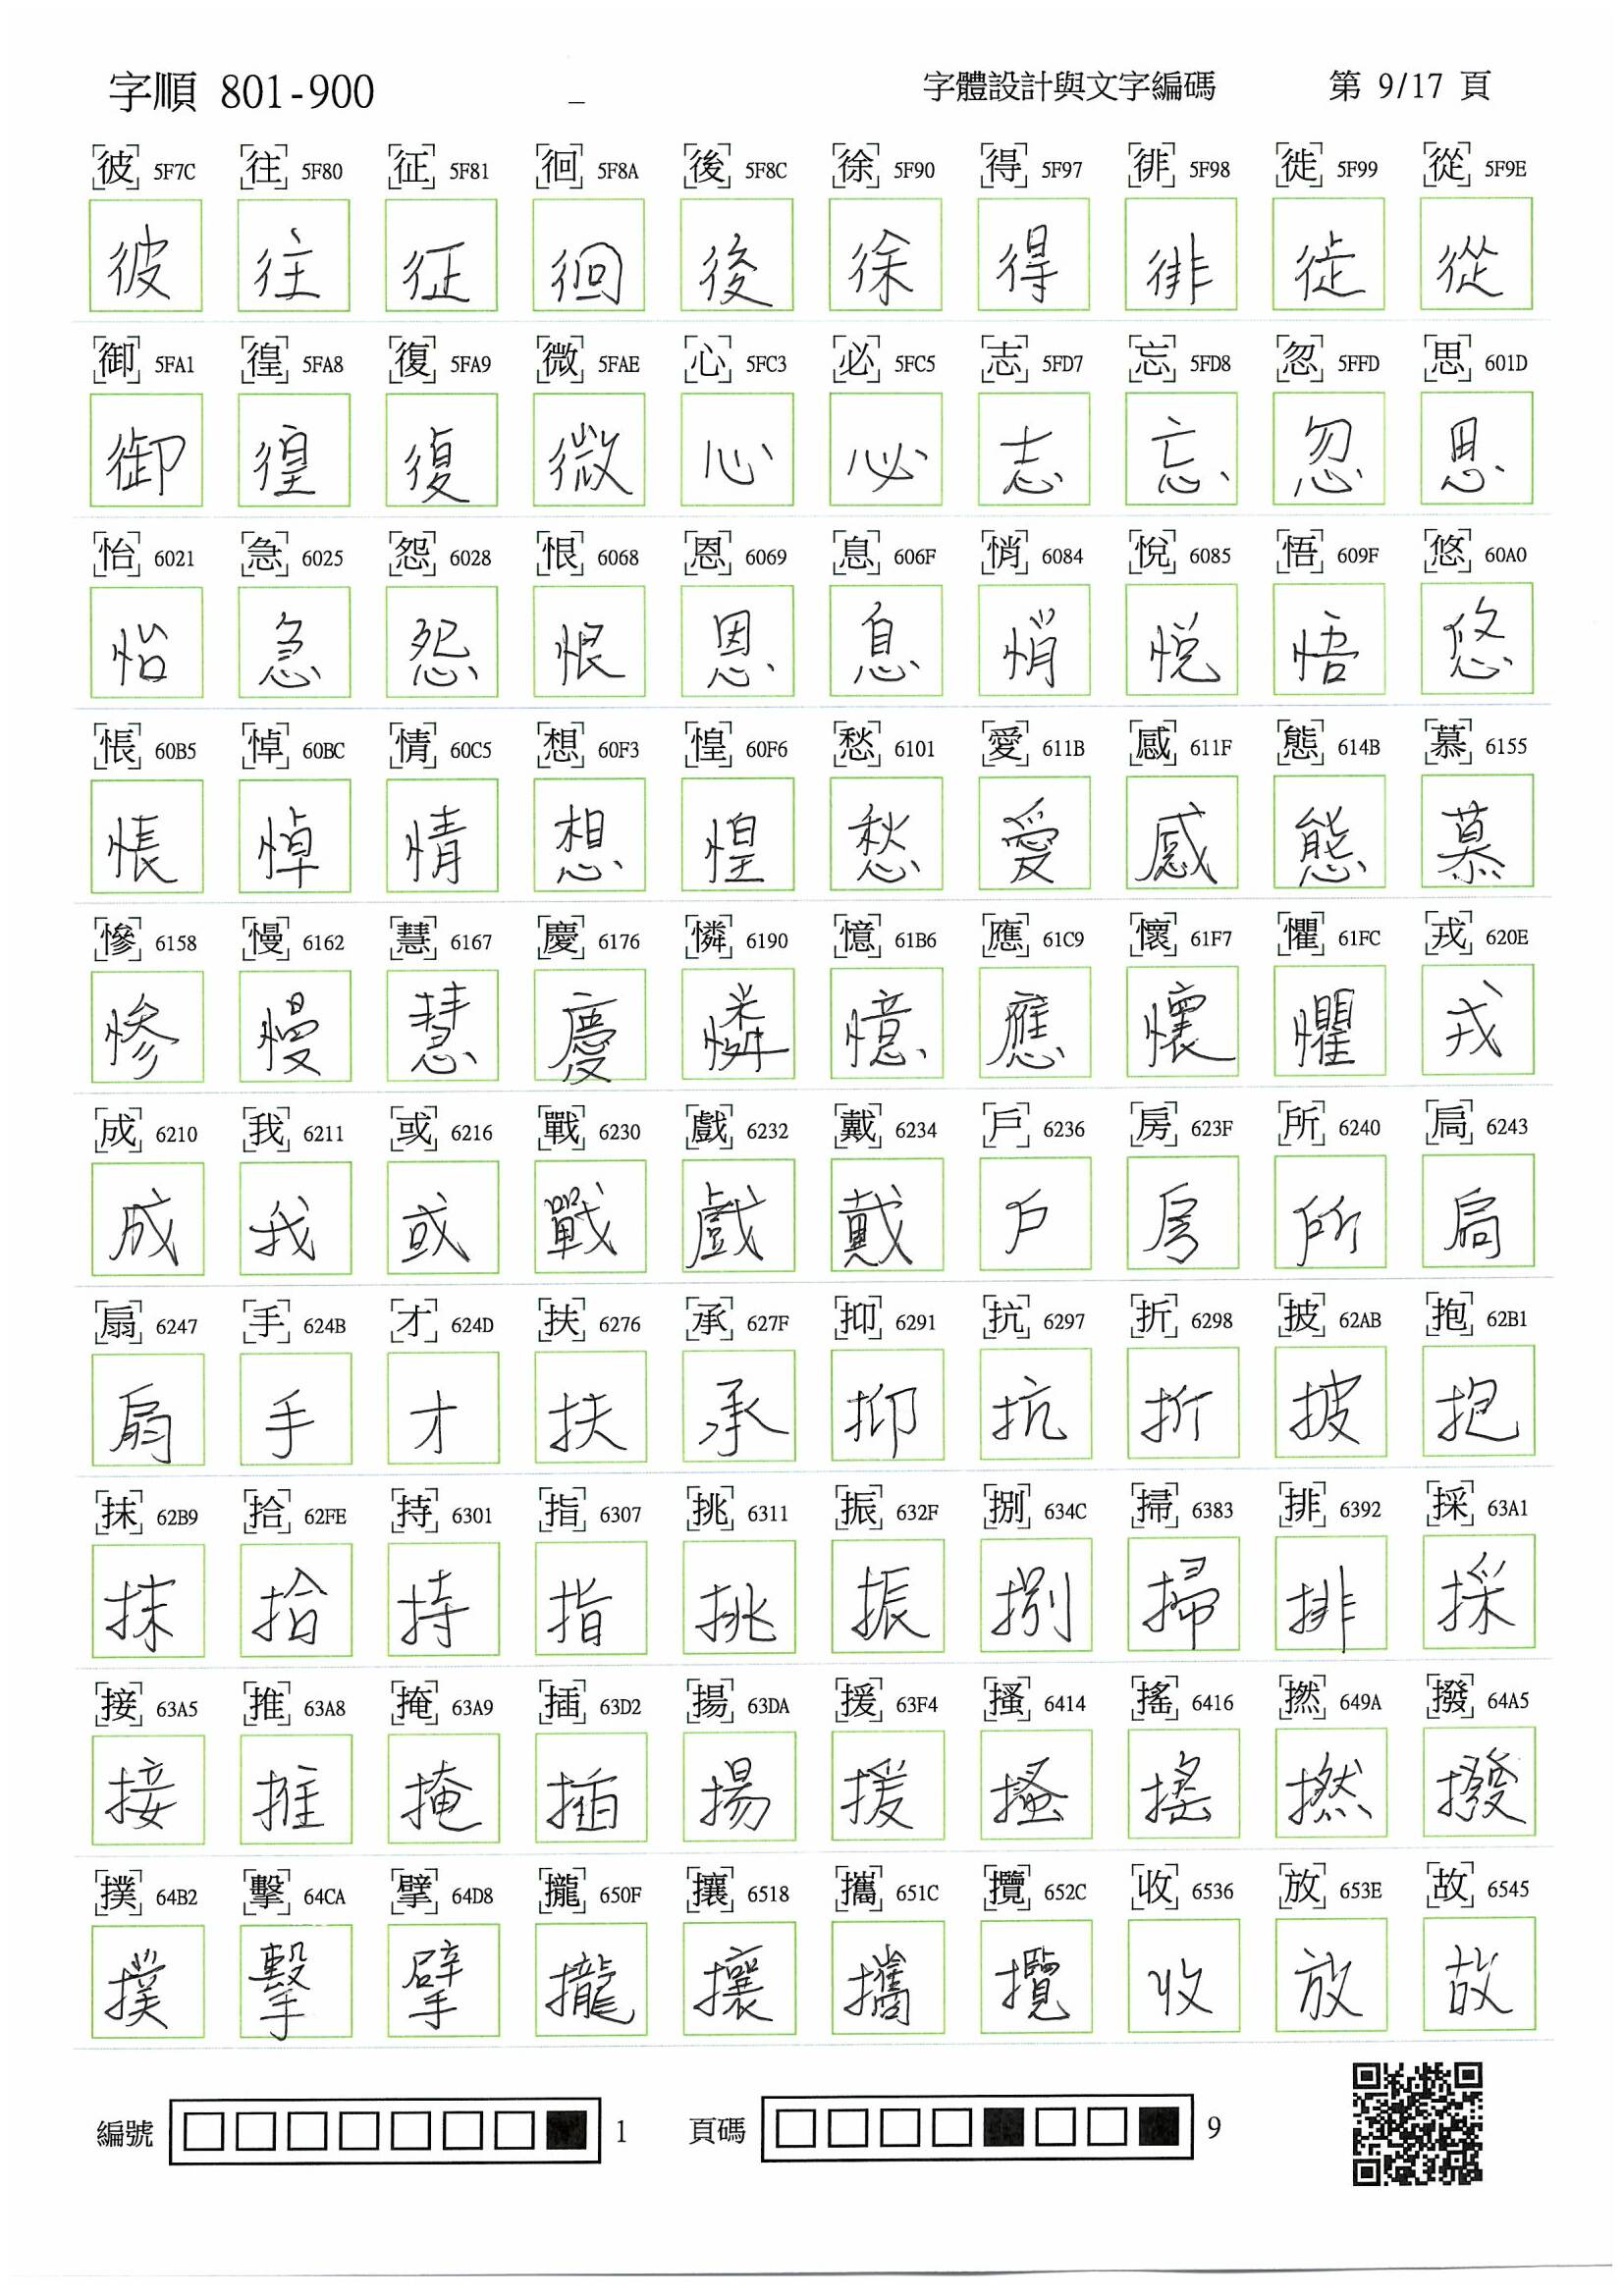 字順 801-900 字體設計與文字編碼 第 9/17 頁
彼 5F7C 往 5F80 征 5F81 徊 5F8A 後 5F8C 徐 5F90 得 5F97 徘 5F98 徙 5F99 從 5F9E
彼 往 征 徊 後 徐 得 徘 徙 從
御 5FA1 徨 5FA8 復 5FA9 微 5FAE 心 5FC3 必 5FC5 志 5FD7 忘 5FD8 忽 5FFD 思 601D
御 徨 復 微 心 必 志 忘 忽 思
怡 6021 急 6025 怨 6028 恨 6068 恩 6069 息 606F 悄 6084 悅 6085 悟 609F 悠 60A0
怡 急 怨 恨 恩 息 悄 悅 悟 悠
悵 60B5 悼 60BC 情 60C5 想 60F3 惶 60F6 愁 6101 愛 611B 感 611F 態 614B 慕 6155
悵 悼 情 想 惶 愁 愛 感 態 慕
慘 6158 慢 6162 慧 6167 慶 6176 憐 6190 憶 61B6 應 61C9 懷 61F7 懼 61FC 戎 620E
慘 慢 慧 慶 憐 憶 應 懷 懼 戎
成 6210 我 6211 或 6216 戰 6230 戲 6232 戴 6234 戶 6236 房 623F 所 6240 扃 6243
成 我 或 戰 戲 戴 戶 房 所 扃
扇 6247 手 624B 才 624D 扶 6276 承 627F 抑 6291 抗 6297 折 6298 披 62AB 抱 62B1
扇 手 才 扶 承 抑 抗 折 披 抱
抹 62B9 拾 62FE 持 6301 指 6307 挑 6311 振 632F 捌 634C 掃 6383 排 6392 採 63A1
抹 拾 持 指 挑 振 捌 掃 排 採
接 63A5 推 63A8 掩 63A9 插 63D2 揚 63DA 援 63F4 搔 6414 搖 6416 撚 649A 撥 64A5
接 推 掩 插 揚 援 搔 搖 撚 撥
撲 64B2 擊 64CA 擘 64D8 攏 650F 攘 6518 攜 651C 攬 652C 收 6536 放 653E 故 6545
撲 擊 擘 攏 攘 攜 攬 收 放 故
編號 1 頁碼 9